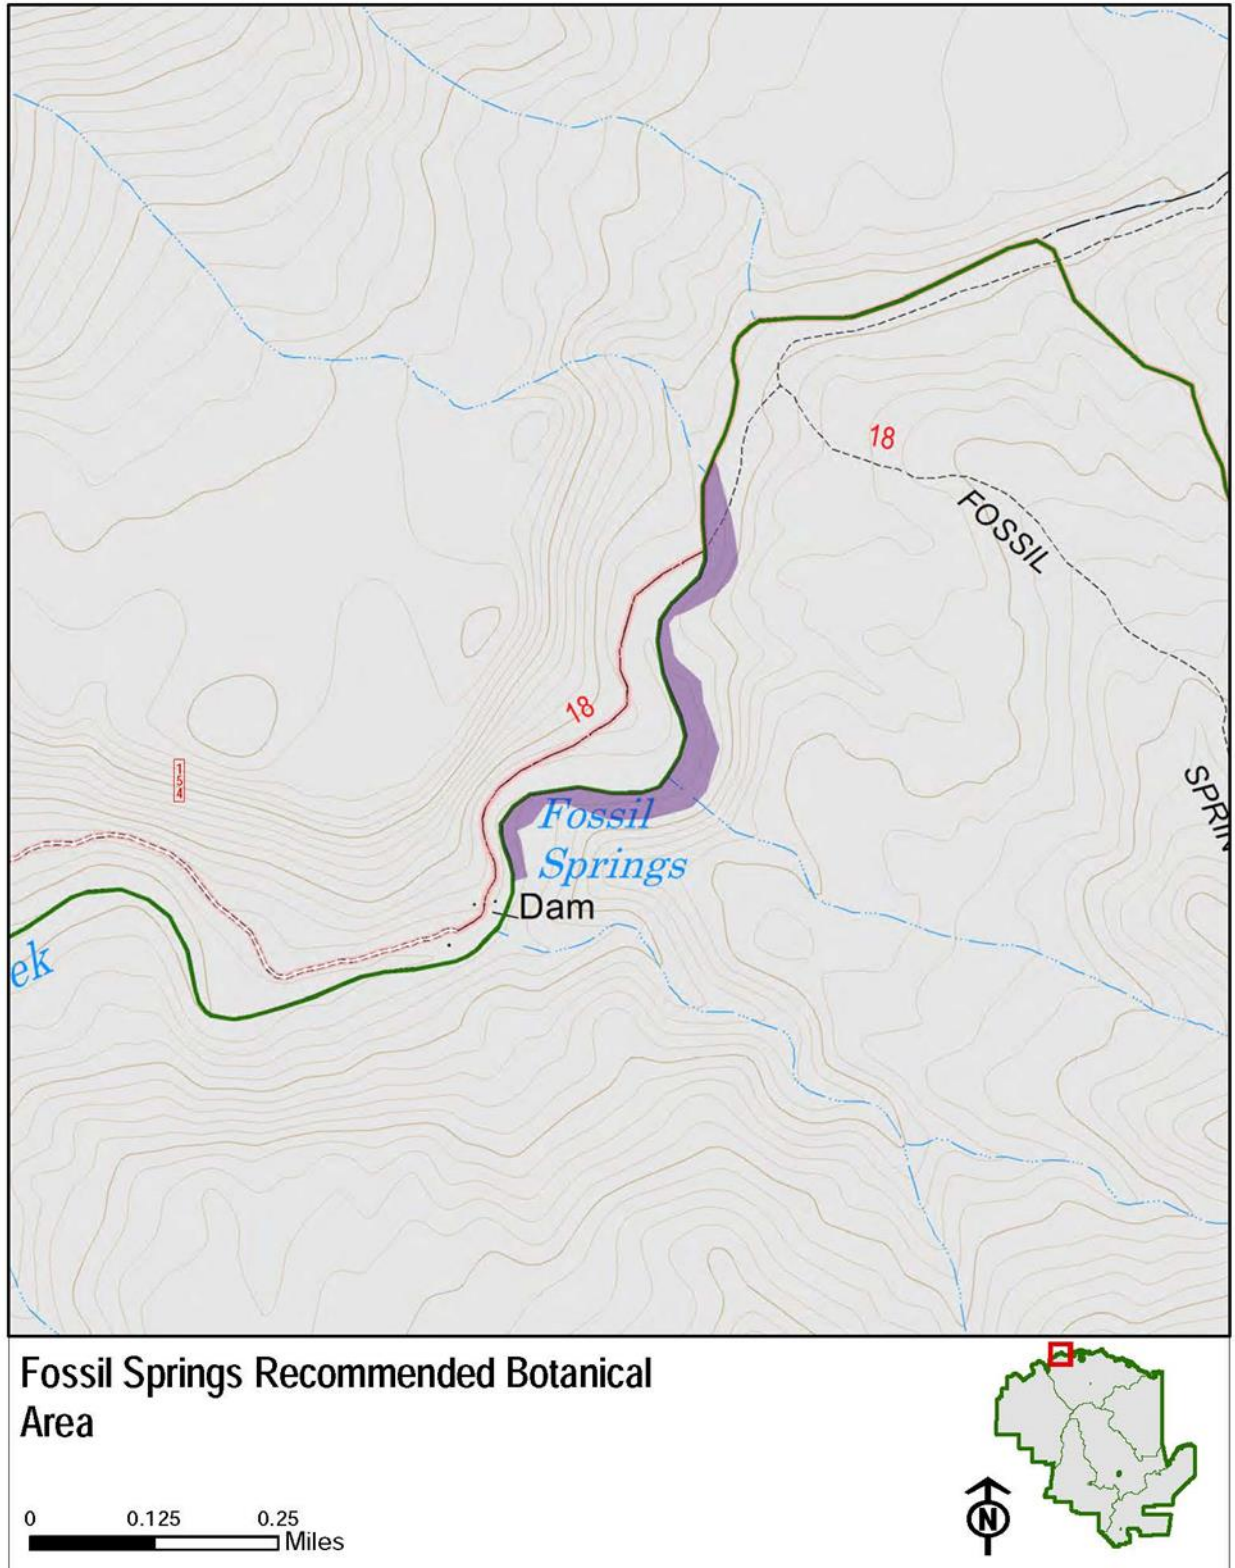 18
FOSSIL
18
154
SPRIN
Fossil
Springs
Dam
ek
Fossil Springs Recommended Botanical
Area
0 0.125 0.25
Miles
N